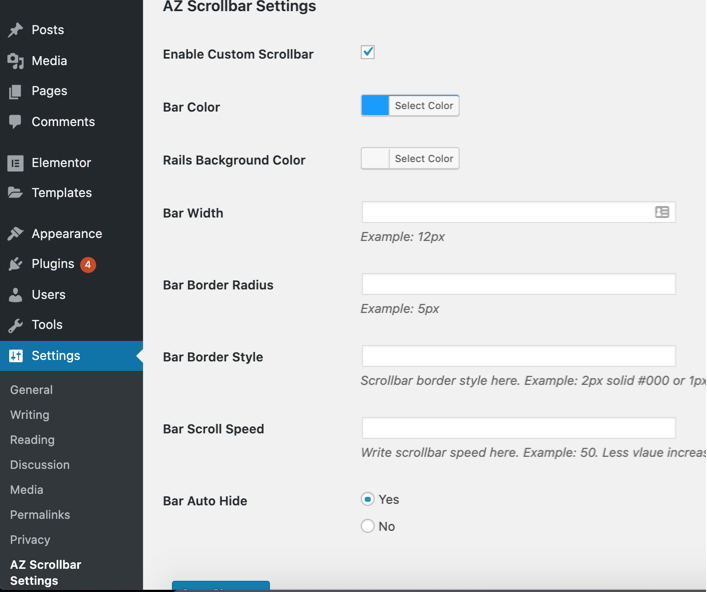 AZ Scrollbar Settings
Posts
Media
Pages
Comments
Elementor
Templates
Appearance
Plugins 4
Users
Tools
Settings
General
Writing
Reading
Discussion
Media
Permalinks
Privacy
AZ Scrollbar
Settings
Enable Custom Scrollbar
Bar Color
Select Color
Rails Background Color
Select Color
Bar Width
Example: 12px
Bar Border Radius
Example: 5px
Bar Border Style
Scrollbar border style here. Example: 2px solid #000 or 1px
Bar Scroll Speed
Write scrollbar speed here. Example: 50. Less vlaue increas
Bar Auto Hide
Yes
No